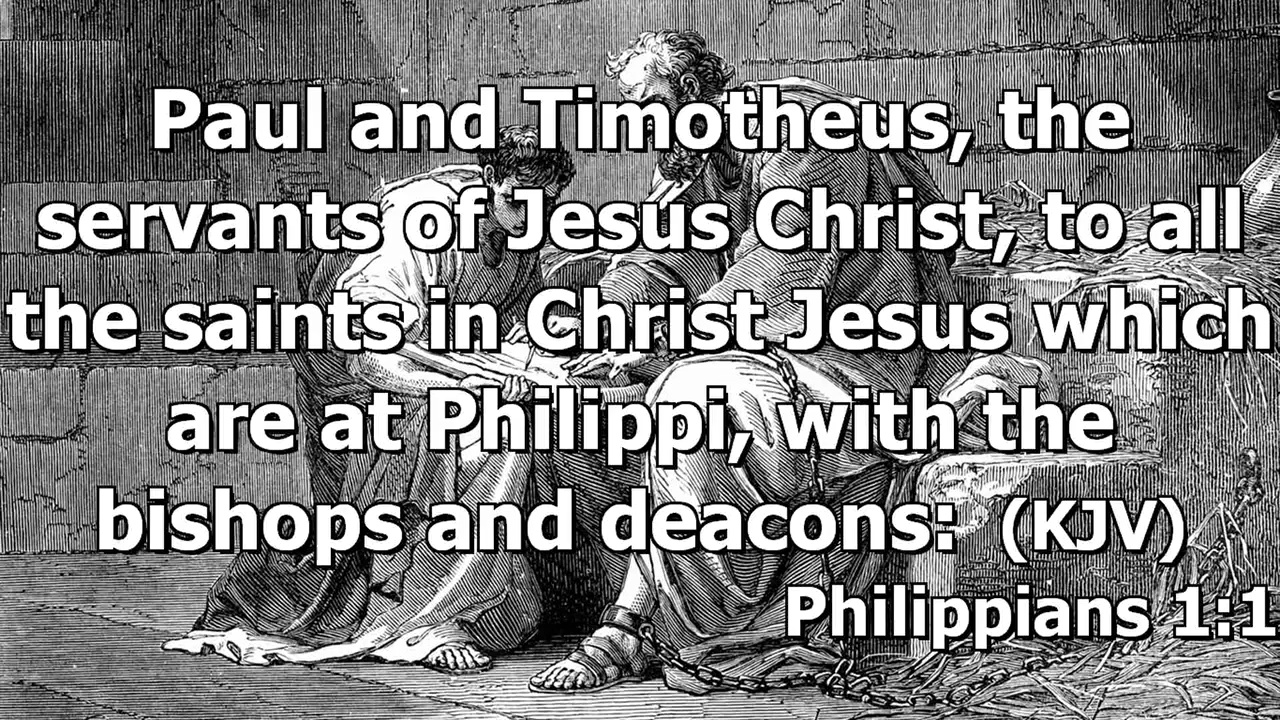 Paul and Timotheus, the
servants of Jesus Christ, to all
the saints in Christ Jesus which
are at Philippi, with the
bishops and deacons: (KJV)
Philippians 1:1